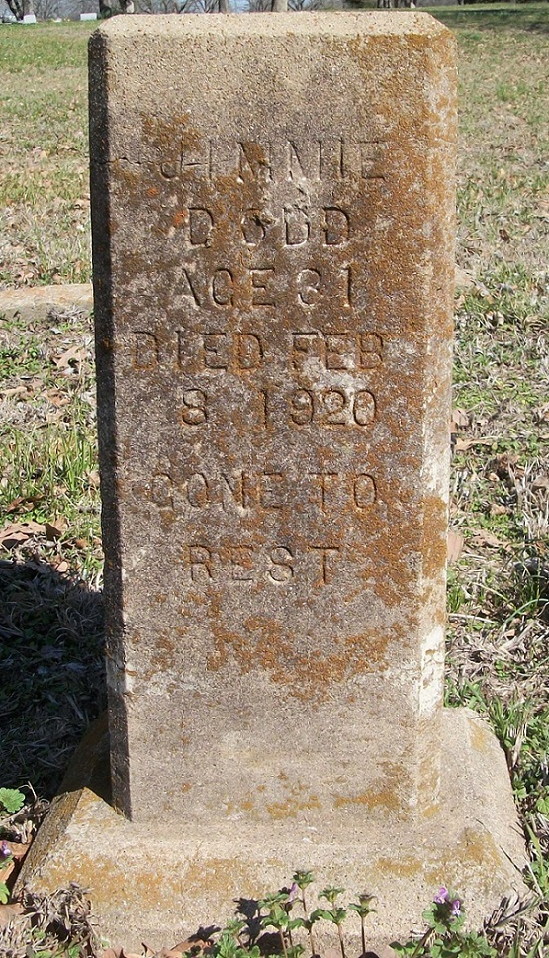 JIMMIE
DODD
AGE 31
DIED FEB
8 1920
GONE TO
REST